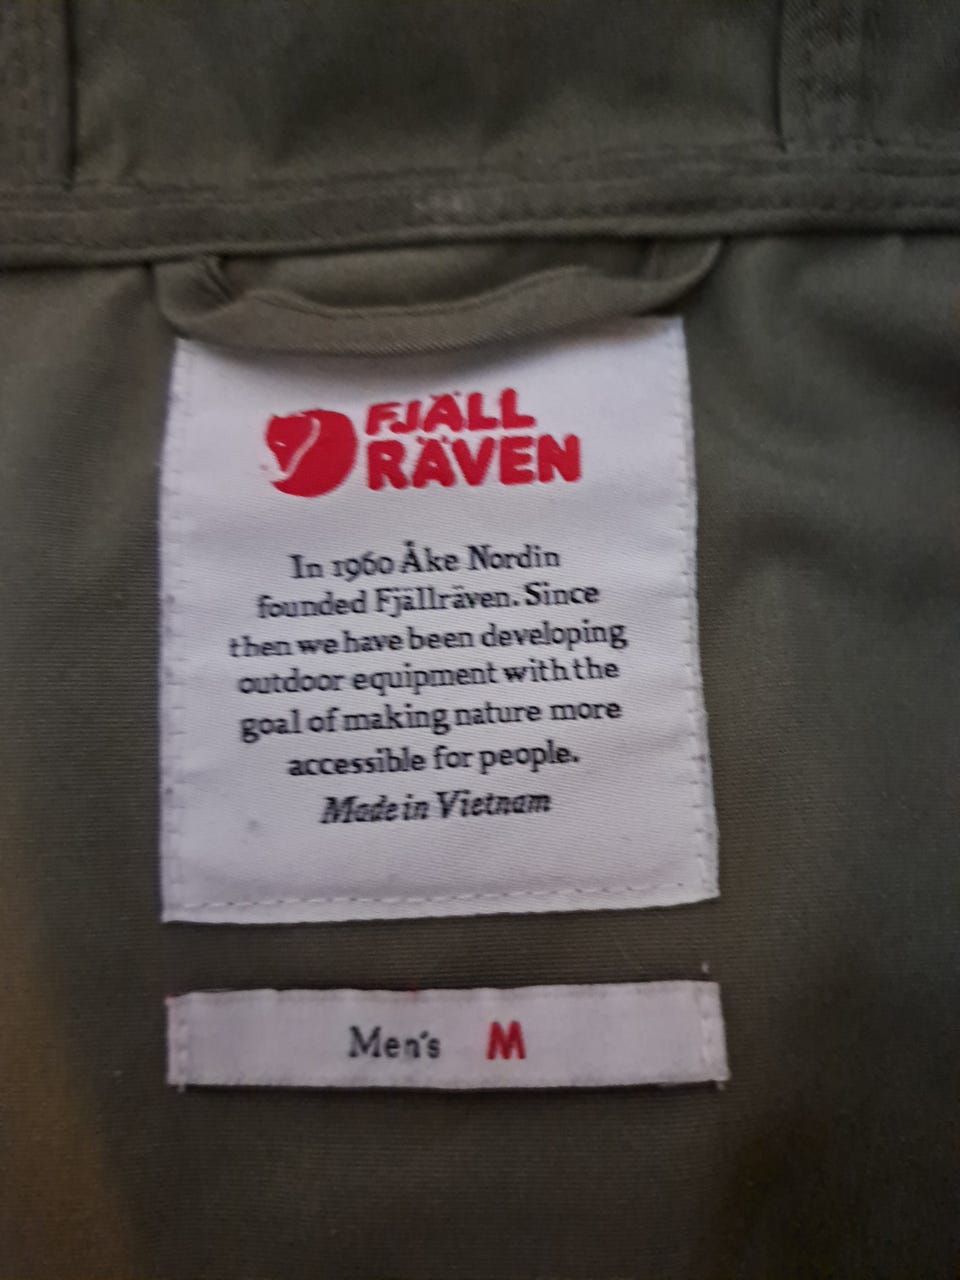 FJÄLL
RÄVEN
In 1960 Åke Nordin
founded Fjällräven. Since
then we have been developing
outdoor equipment with the
goal of making nature more
accessible for people.
Made in Vietnam
Men's M